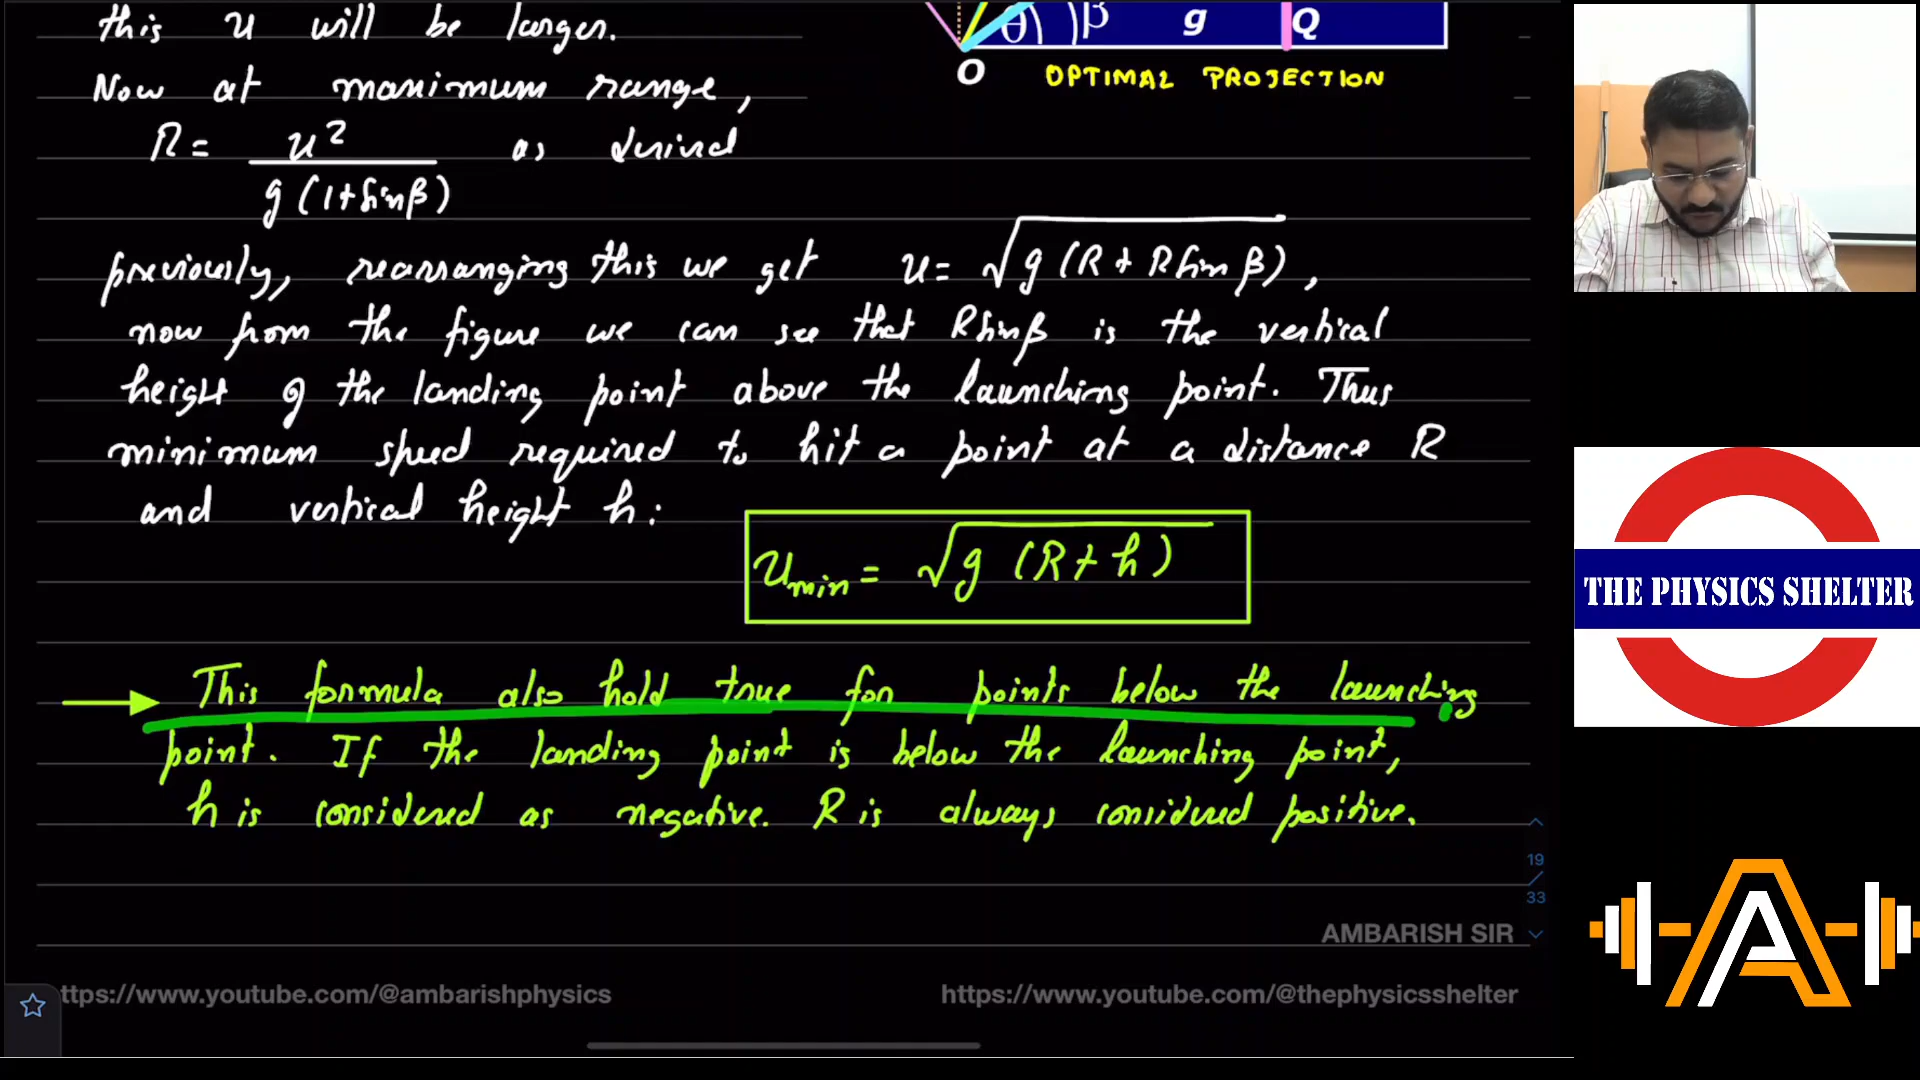 this u will be larger.
θ β g Q
O OPTIMAL PROJECTION
Now at maximum range,
R = u² / g (1+sinβ) as derived
previously, rearranging this we get u = √g (R + R sin β) ,
now from the figure we can see that R sinβ is the vertical
height of the landing point above the launching point. Thus
minimum speed required to hit a point at a distance R
and vertical height h :
u min = √g (R + h)
This formula also hold true for points below the launching
point. If the landing point is below the launching point,
h is considered as negative. R is always considered positive.
19
33
AMBARISH SIR
ttps://www.youtube.com/@ambarishphysics https://www.youtube.com/@thephysicsshelter
THE PHYSICS SHELTER
A